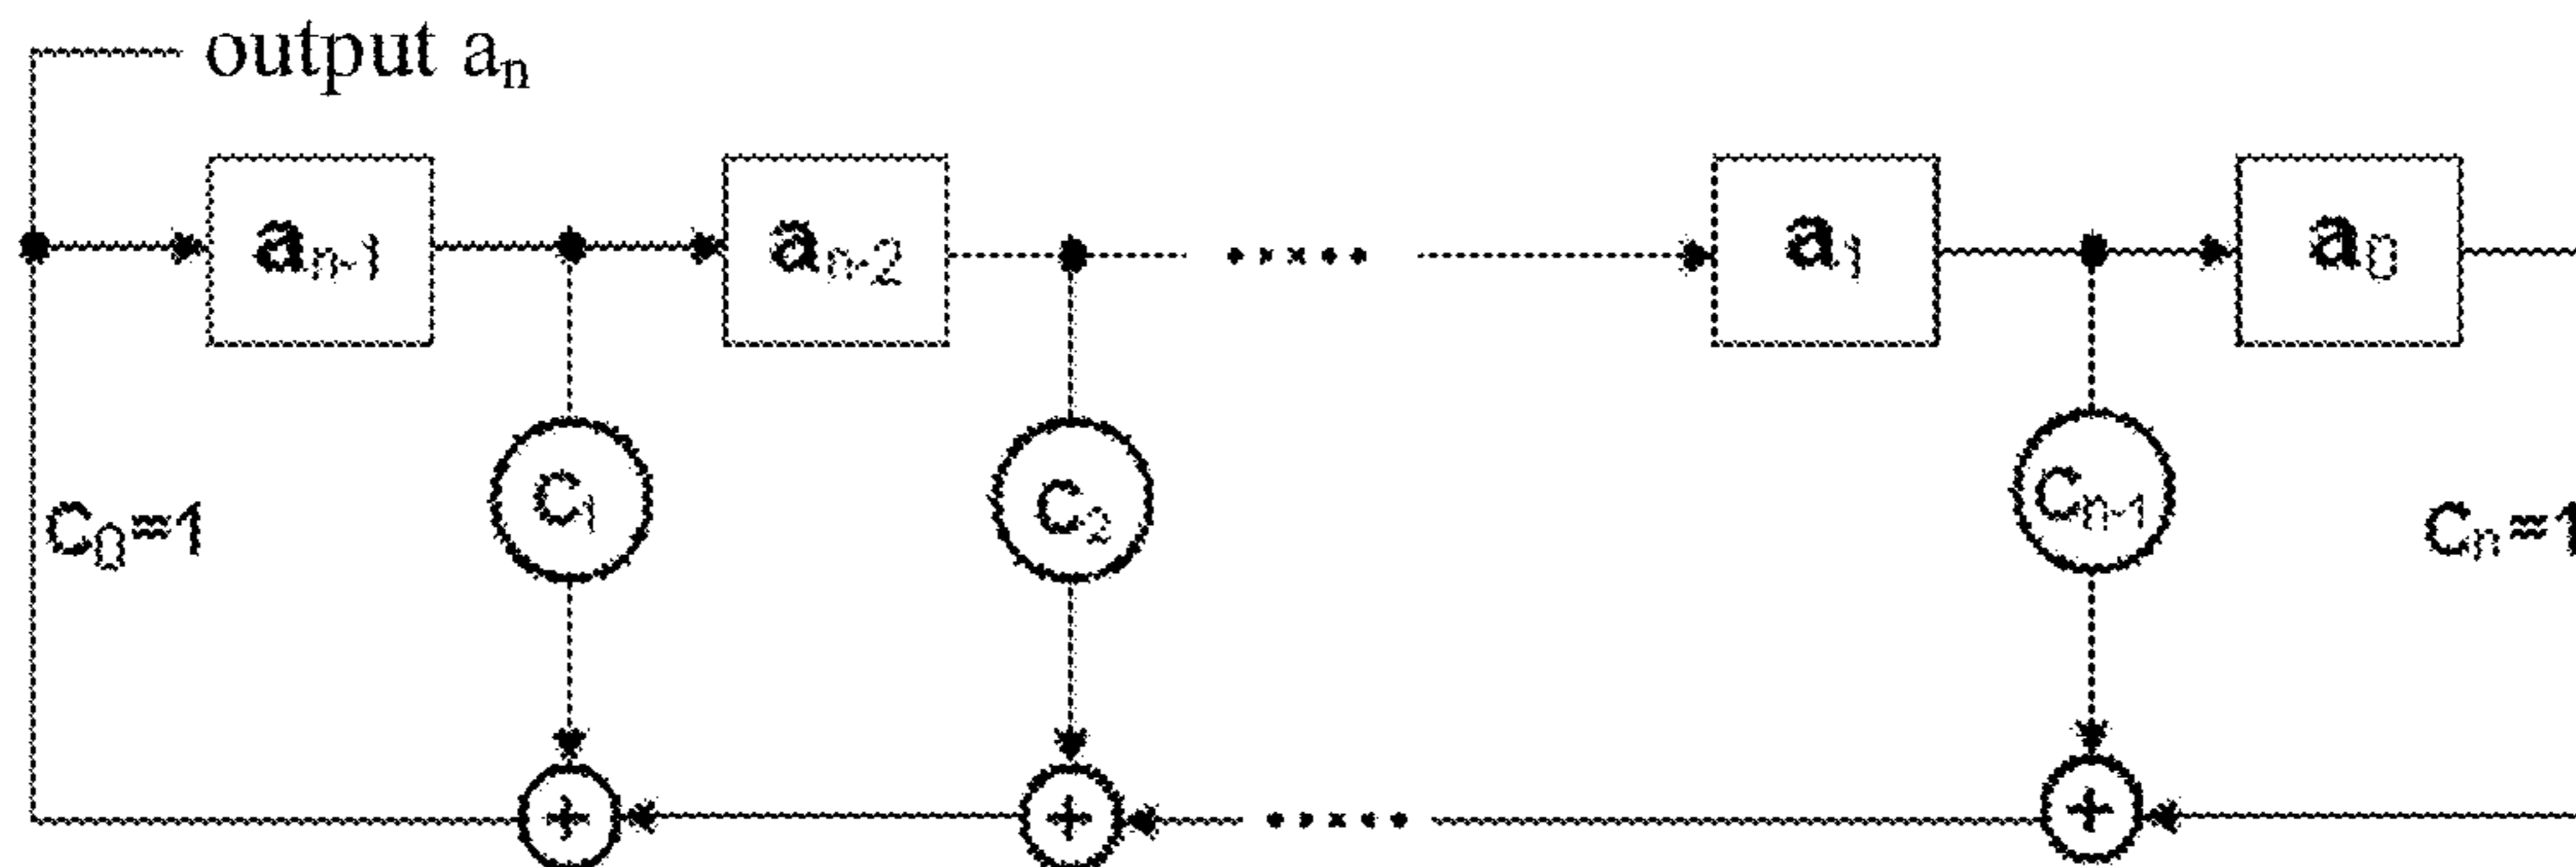 output aₙ
aₙ₋₁ aₙ₋₂ a₁ a₀
c₁ c₂ cₙ₋₁
c₀=1 cₙ=1
+ + +